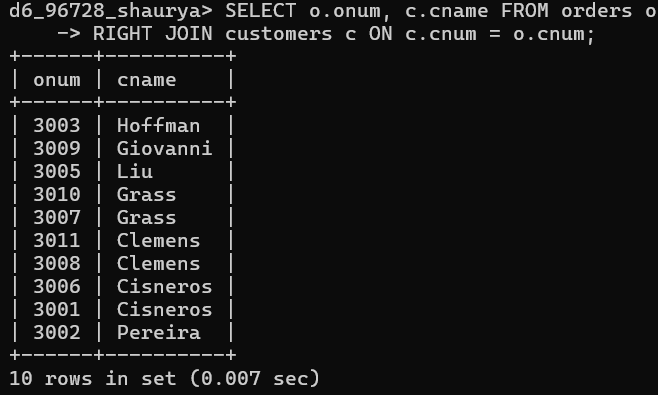 d6_96728_shaurya> SELECT o.onum, c.cname FROM orders o
    -> RIGHT JOIN customers c ON c.cnum = o.cnum;
+------+----------+
| onum | cname    |
+------+----------+
| 3003 | Hoffman  |
| 3009 | Giovanni |
| 3005 | Liu      |
| 3010 | Grass    |
| 3007 | Grass    |
| 3011 | Clemens  |
| 3008 | Clemens  |
| 3006 | Cisneros |
| 3001 | Cisneros |
| 3002 | Pereira  |
+------+----------+
10 rows in set (0.007 sec)